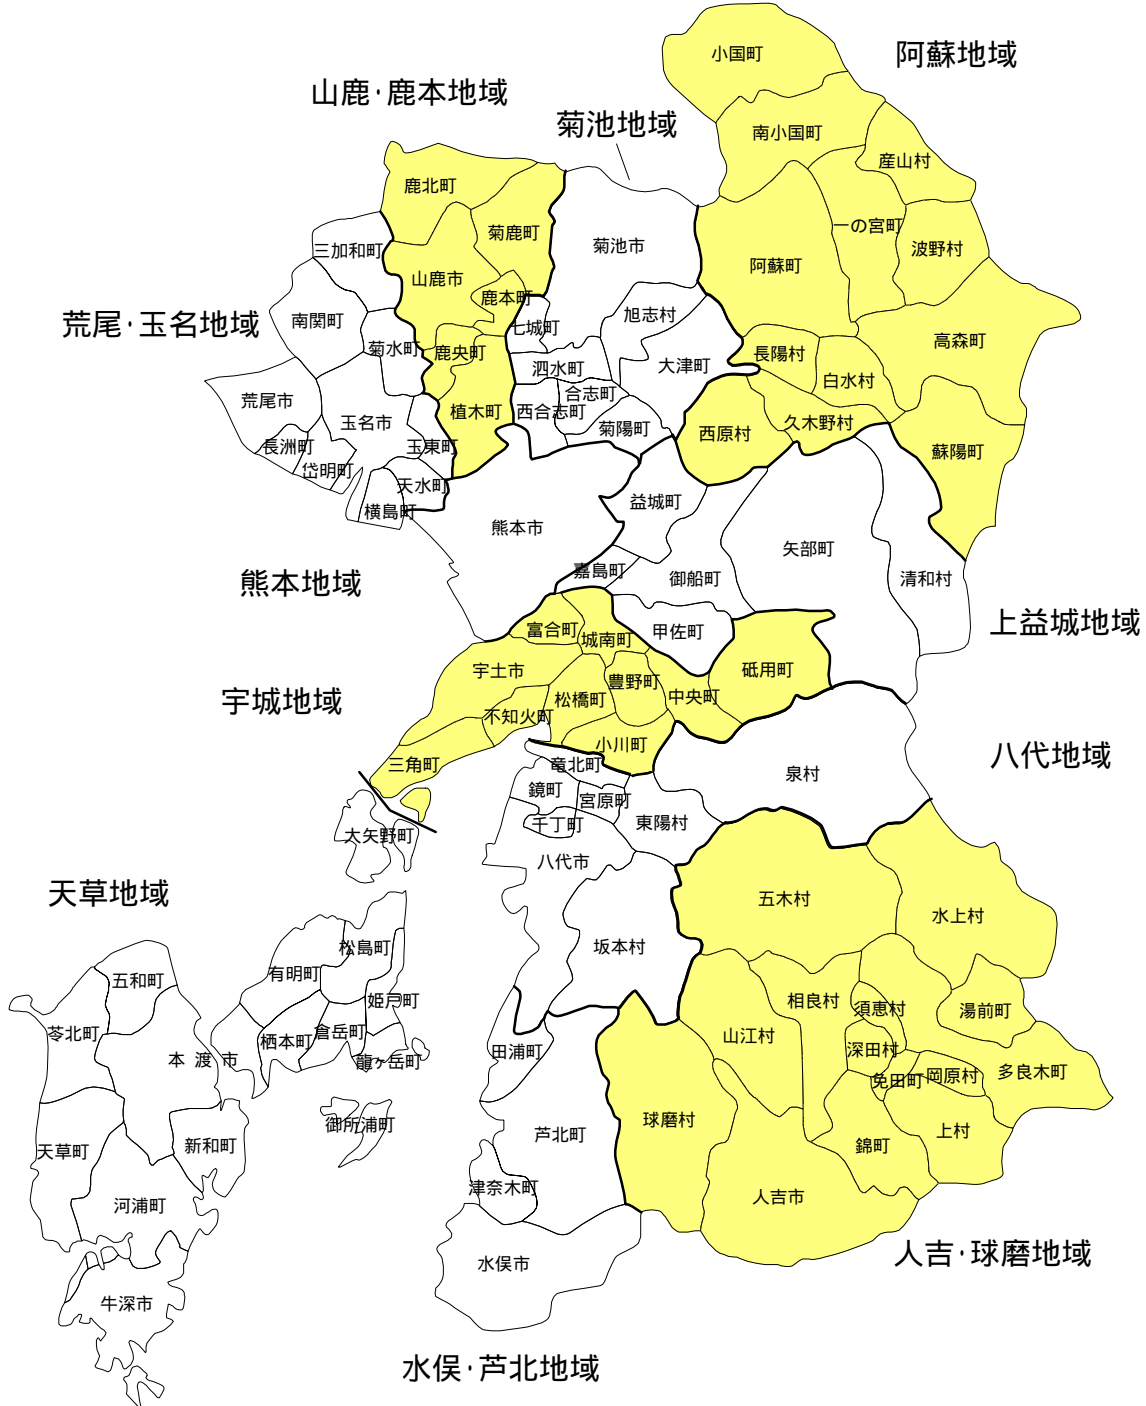 小国町
阿蘇地域
山鹿・鹿本地域
菊池地域
南小国町
産山村
鹿北町
一の宮町
菊鹿町
菊池市
三加和町
波野村
阿蘇町
山鹿市
鹿本町
旭志村
南関町
七城町
荒尾・玉名地域
高森町
菊水町
鹿央町
長陽村
大津町
泗水町
白水村
合志町
荒尾市
植木町
西合志町
玉名市
久木野村
菊陽町
西原村
長洲町
玉東町
蘇陽町
岱明町
天水町
益城町
横島町
熊本市
矢部町
嘉島町
御船町
清和村
熊本地域
上益城地域
富合町
城南町
甲佐町
宇土市
砥用町
豊野町
宇城地域
松橋町
中央町
不知火町
小川町
八代地域
三角町
竜北町
泉村
鏡町
宮原町
千丁町
東陽村
大矢野町
八代市
天草地域
五木村
水上村
松島町
坂本村
有明町
五和町
姫戸町
相良村
須恵村
湯前町
苓北町
倉岳町
栖本町
山江村
深田村
田浦町
本渡市
龍ヶ岳町
多良木町
免田町
岡原村
球磨村
御所浦町
芦北町
上村
新和町
錦町
天草町
津奈木町
人吉市
河浦町
人吉・球磨地域
水俣市
牛深市
水俣・芦北地域